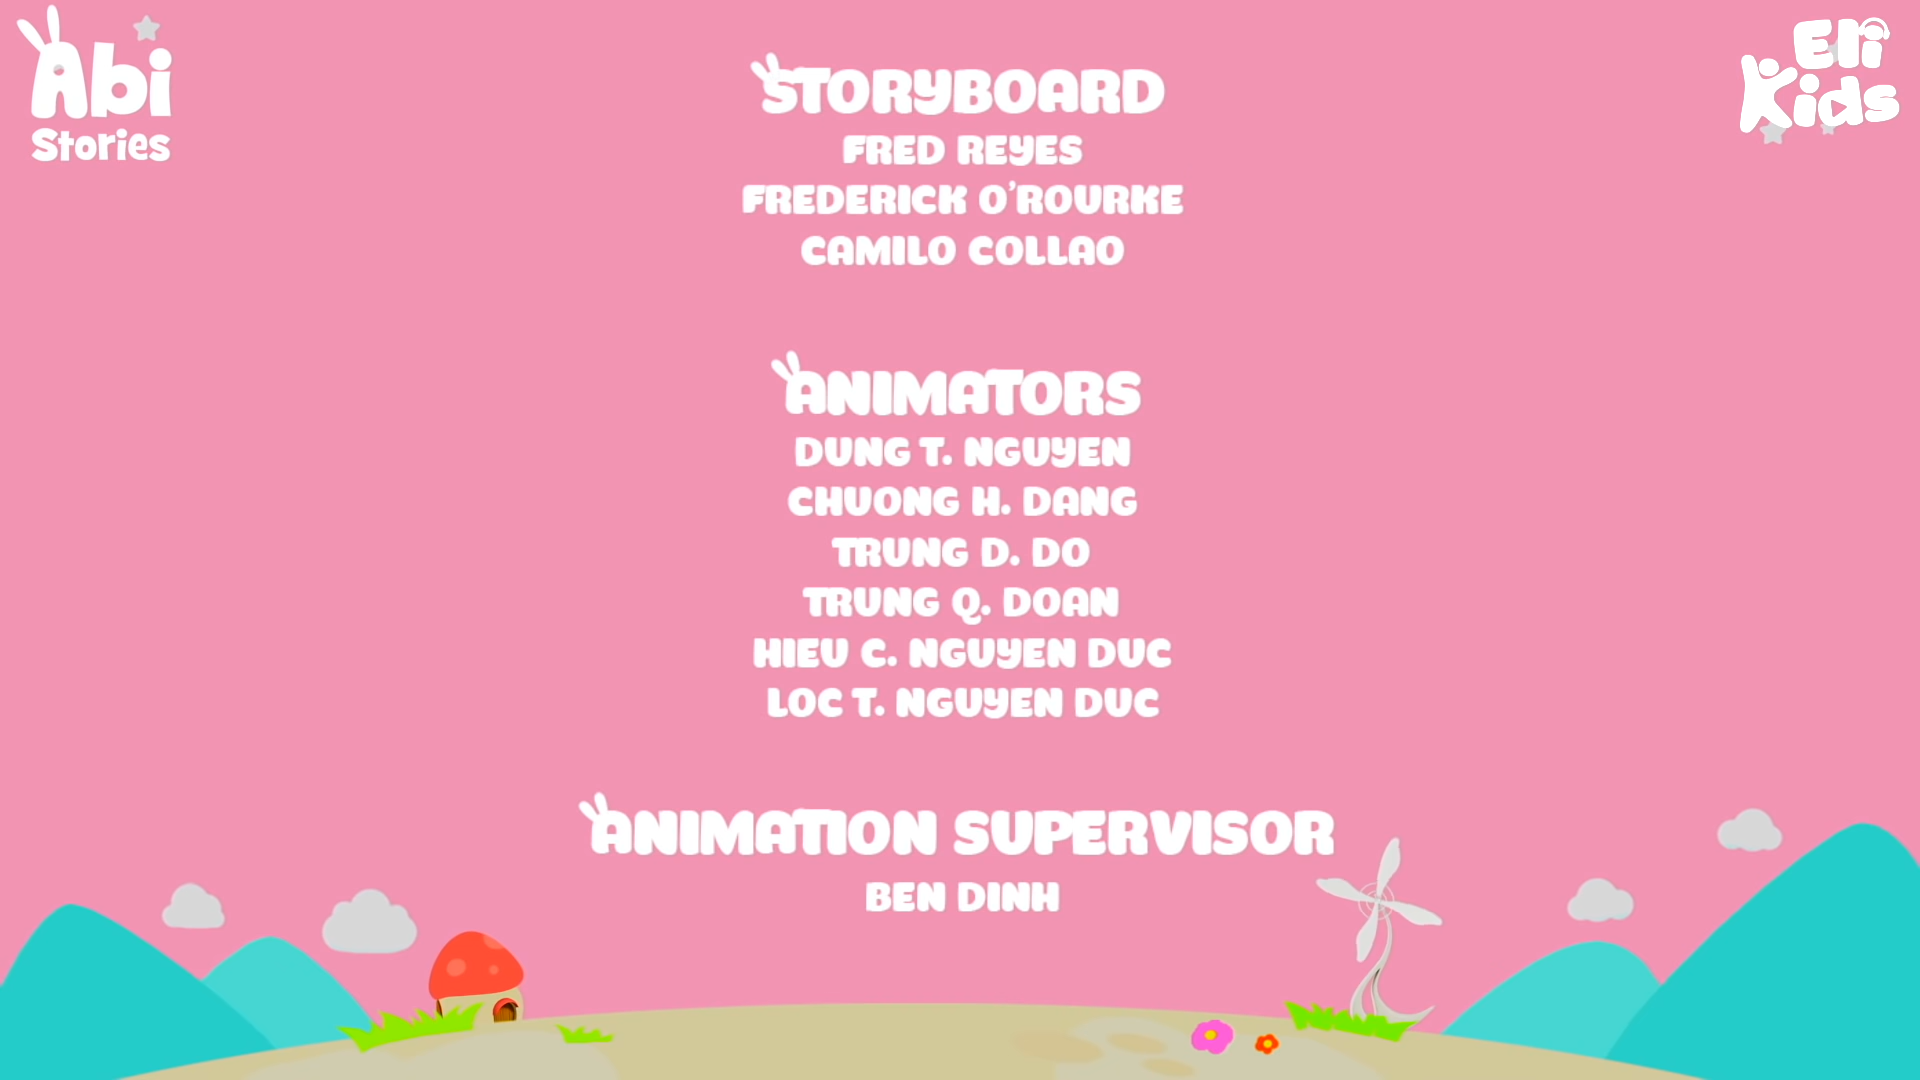 Abi
Stories
Eli
Kids
STORYBOARD
FRED REYES
FREDERICK O'ROURKE
CAMILO COLLAO
ANIMATORS
DUNG T. NGUYEN
CHUONG H. DANG
TRUNG D. DO
TRUNG Q. DOAN
HIEU C. NGUYEN DUC
LOC T. NGUYEN DUC
ANIMATION SUPERVISOR
BEN DINH